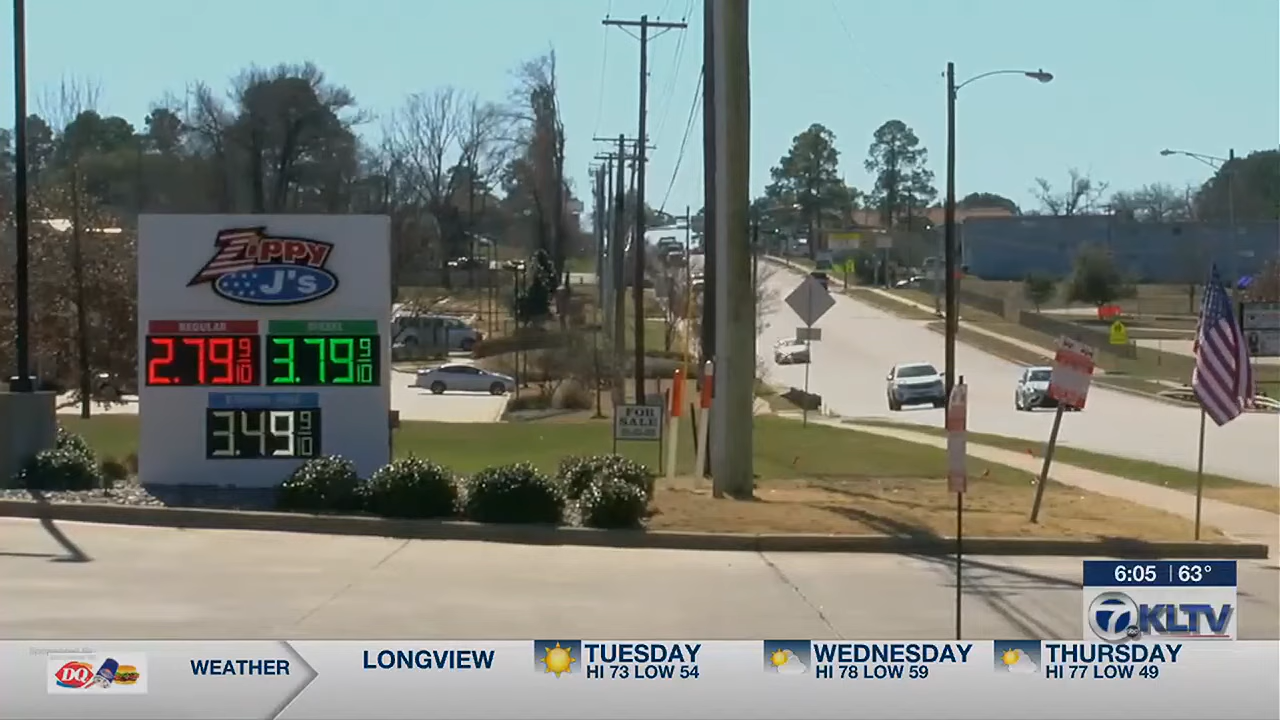 ZIPPY
J'S
REGULAR
DIESEL
2.79 9/10
3.79 9/10
3.49 9/10
FOR
SALE
6:05 63°
7 KLTV
DQ
WEATHER
LONGVIEW
TUESDAY
HI 73 LOW 54
WEDNESDAY
HI 78 LOW 59
THURSDAY
HI 77 LOW 49